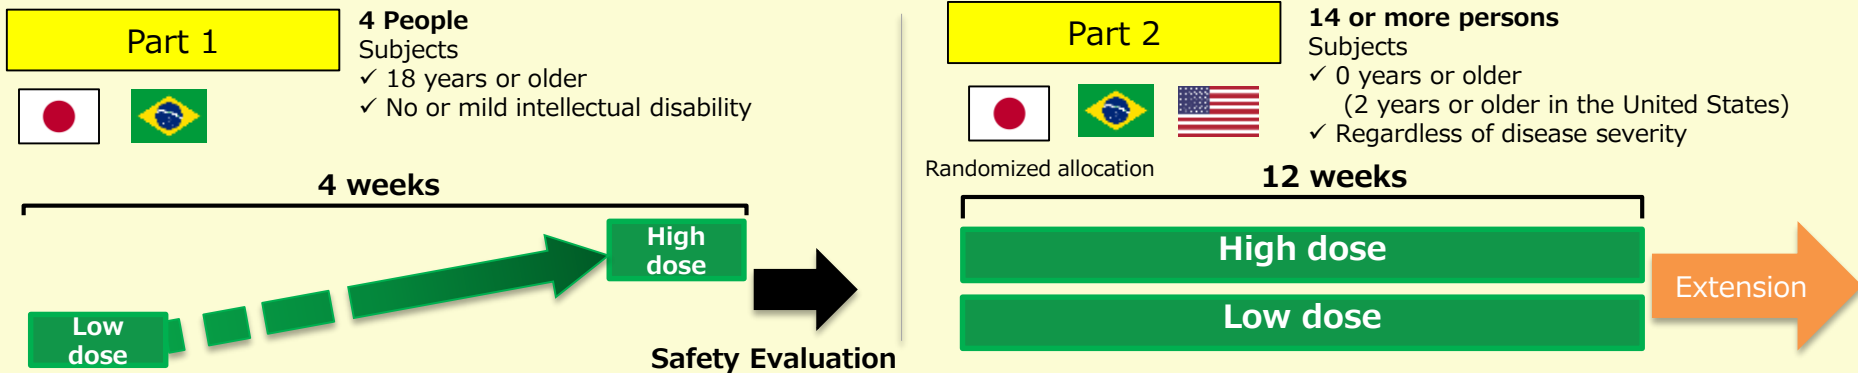 Part 1
4 People
Subjects
✓ 18 years or older
✓ No or mild intellectual disability
4 weeks
Low
dose
High
dose
Safety Evaluation
Part 2
14 or more persons
Subjects
✓ 0 years or older
(2 years or older in the United States)
✓ Regardless of disease severity
Randomized allocation
12 weeks
High dose
Low dose
Extension